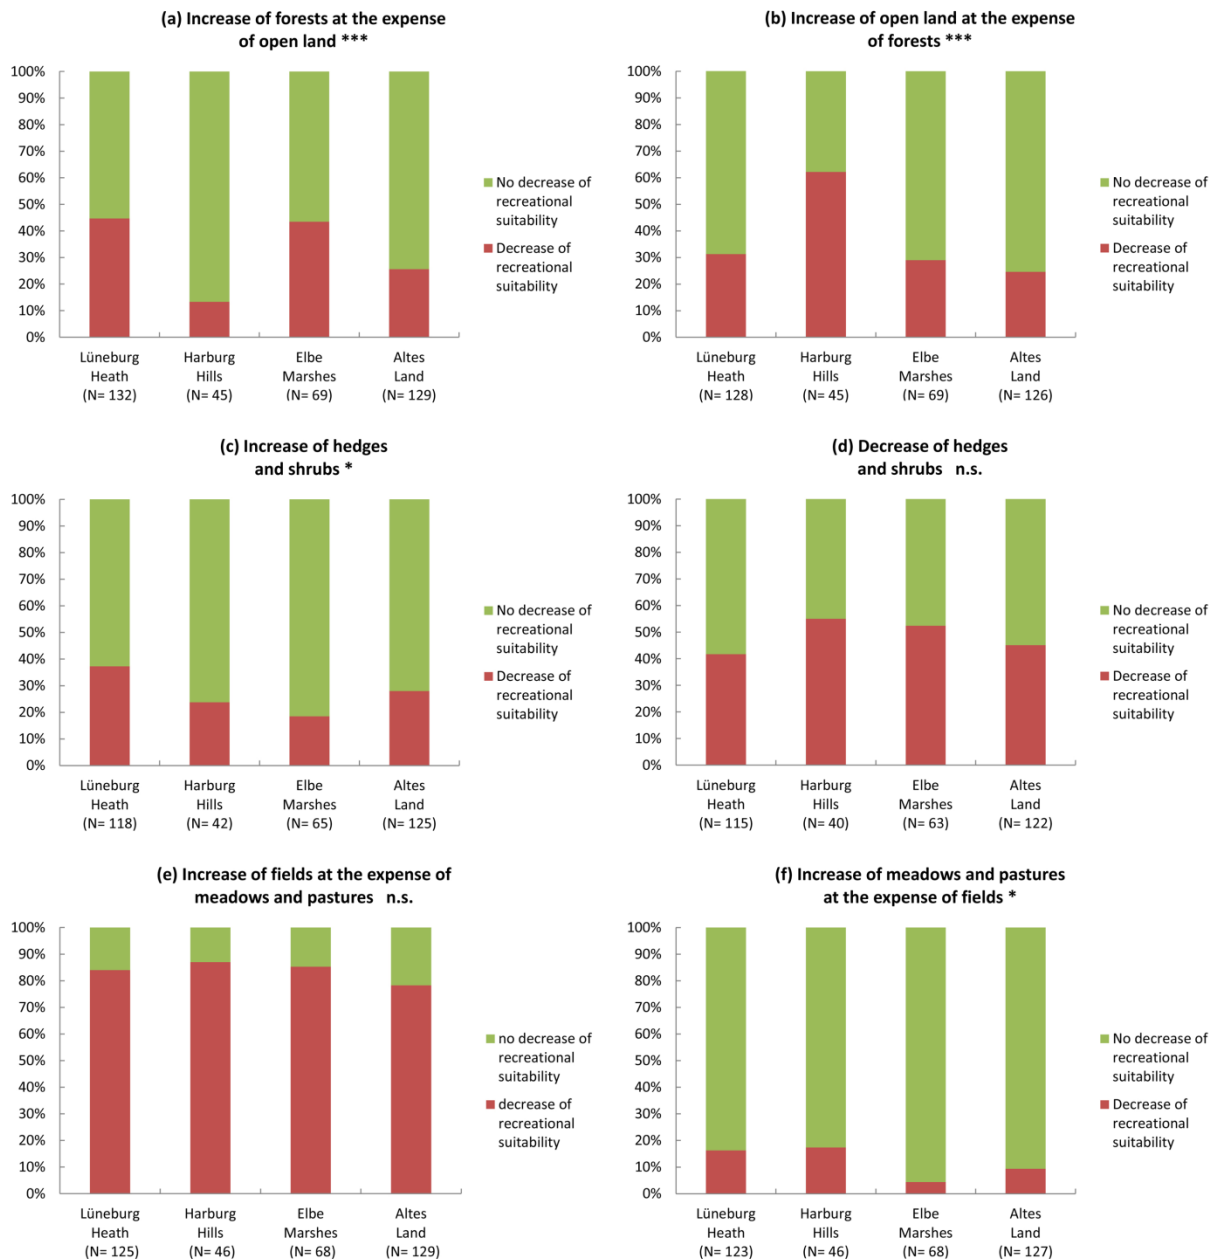 (a) Increase of forests at the expense
of open land ***
100%
90%
80%
70%
60%
50%
40%
30%
20%
10%
0%
No decrease of
recreational
suitability
Decrease of
recreational
suitability
Lüneburg Harburg Elbe Altes
Heath Hills Marshes Land
(N= 132) (N= 45) (N= 69) (N= 129)
(b) Increase of open land at the expense
of forests ***
100%
90%
80%
70%
60%
50%
40%
30%
20%
10%
0%
No decrease of
recreational
suitability
Decrease of
recreational
suitability
Lüneburg Harburg Elbe Altes
Heath Hills Marshes Land
(N= 128) (N= 45) (N= 69) (N= 126)
(c) Increase of hedges
and shrubs *
100%
90%
80%
70%
60%
50%
40%
30%
20%
10%
0%
No decrease of
recreational
suitability
Decrease of
recreational
suitability
Lüneburg Harburg Elbe Altes
Heath Hills Marshes Land
(N= 118) (N= 42) (N= 65) (N= 125)
(d) Decrease of hedges
and shrubs n.s.
100%
90%
80%
70%
60%
50%
40%
30%
20%
10%
0%
No decrease of
recreational
suitability
Decrease of
recreational
suitability
Lüneburg Harburg Elbe Altes
Heath Hills Marshes Land
(N= 115) (N= 40) (N= 63) (N= 122)
(e) Increase of fields at the expense of
meadows and pastures n.s.
100%
90%
80%
70%
60%
50%
40%
30%
20%
10%
0%
no decrease of
recreational
suitability
decrease of
recreational
suitability
Lüneburg Harburg Elbe Altes
Heath Hills Marshes Land
(N= 125) (N= 46) (N= 68) (N= 129)
(f) Increase of meadows and pastures
at the expense of fields *
100%
90%
80%
70%
60%
50%
40%
30%
20%
10%
0%
No decrease of
recreational
suitability
Decrease of
recreational
suitability
Lüneburg Harburg Elbe Altes
Heath Hills Marshes Land
(N= 123) (N= 46) (N= 68) (N= 127)